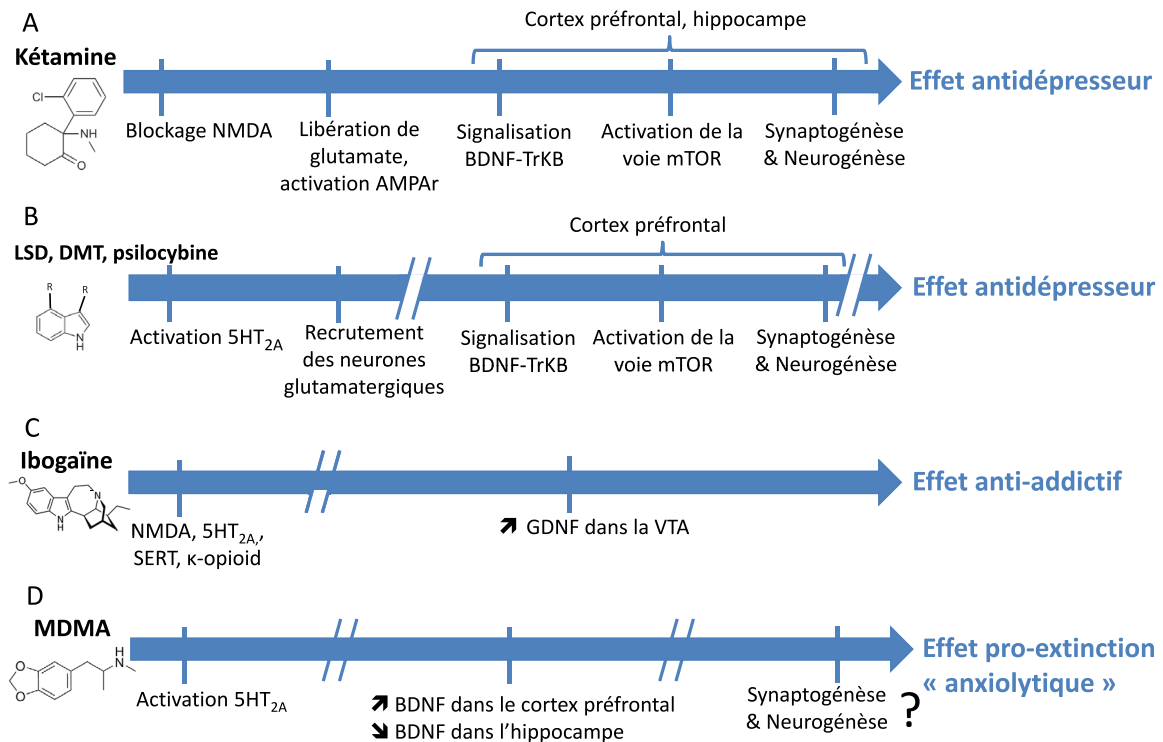 A
Kétamine
Cl
NH
O
Cortex préfrontal, hippocampe
Effet antidépresseur
Blockage NMDA
Libération de
glutamate,
activation AMPAr
Signalisation
BDNF-TrKB
Activation de la
voie mTOR
Synaptogénèse
& Neurogénèse
B
LSD, DMT, psilocybine
R
R
N
H
Cortex préfrontal
Effet antidépresseur
Activation 5HT2A
Recrutement
des neurones
glutamatergiques
Signalisation
BDNF-TrKB
Activation de la
voie mTOR
Synaptogénèse
& Neurogénèse
C
Ibogaïne
O
N
N
H
Effet anti-addictif
NMDA, 5HT2A,,
SERT, κ-opioid
↗ GDNF dans la VTA
D
MDMA
O
O
H
N
Effet pro-extinction
« anxiolytique »
Activation 5HT2A
↗ BDNF dans le cortex préfrontal
↘ BDNF dans l'hippocampe
Synaptogénèse
& Neurogénèse
?